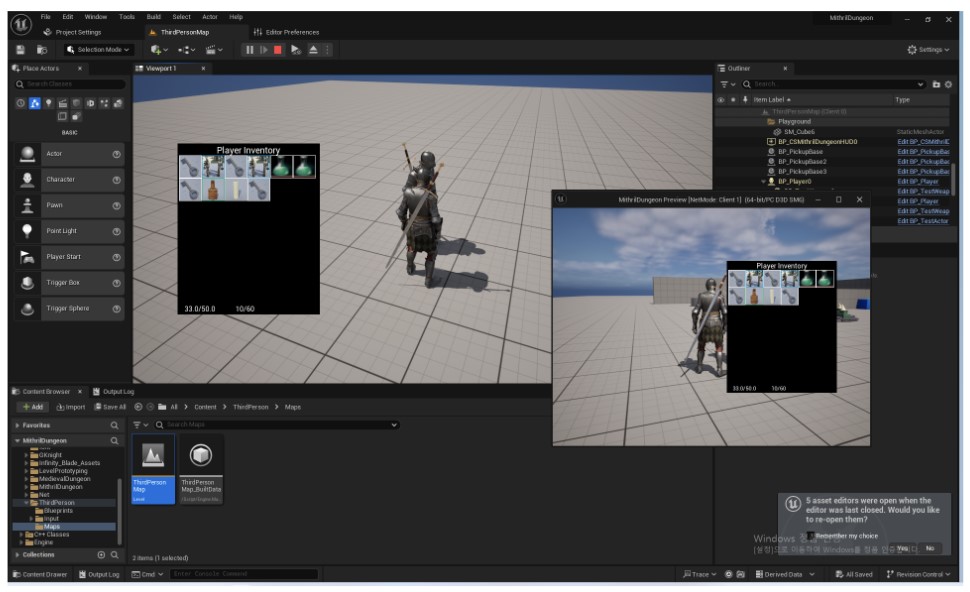 File Edit Window Tools Build Select Actor Help
MithrilDungeon
Project Settings
ThirdPersonMap
Editor Preferences
Selection Mode
Settings
Place Actors
Viewport 1
Outliner
Search Classes
Search...
Item Label
Type
ThirdPersonMap (Client 0)
Playground
SM_Cube6 StaticMeshActor
BP_CSMithrilDungeonHUD0 Edit BP_CSMithrilD
BP_PickupBase Edit BP_PickupBas
BP_PickupBase2 Edit BP_PickupBas
BP_PickupBase3 Edit BP_PickupBas
BP_Player0 Edit BP_Player
Edit BP_TestWeap
Edit BP_Player
Edit BP_TestWeap
Edit BP_TestActor
BASIC
Actor
Character
Pawn
Point Light
Player Start
Trigger Box
Trigger Sphere
Player Inventory
33.0/50.0 10/60
MithrilDungeon Preview [NetMode: Client 1] (64-bit/PC D3D SM6)
Player Inventory
33.0/50.0 10/60
Content Browser
Output Log
Add
Import
Save All
All > Content > ThirdPerson > Maps
Favorites
Search Maps
MithrilDungeon
GKnight
Infinity_Blade_Assets
LevelPrototyping
MedievalDungeon
MithrilDungeon
Net
ThirdPerson
Blueprints
Input
Maps
C++ Classes
Engine
Collections
ThirdPerson
Map
Level
ThirdPerson
Map_BuiltData
2 items (1 selected)
5 asset editors were open when the
editor was last closed. Would you like
to re-open them?
Remember my choice
Yes No
Windows
Content Drawer
Output Log
Cmd
Enter Console Command
Trace
Derived Data
All Saved
Revision Control